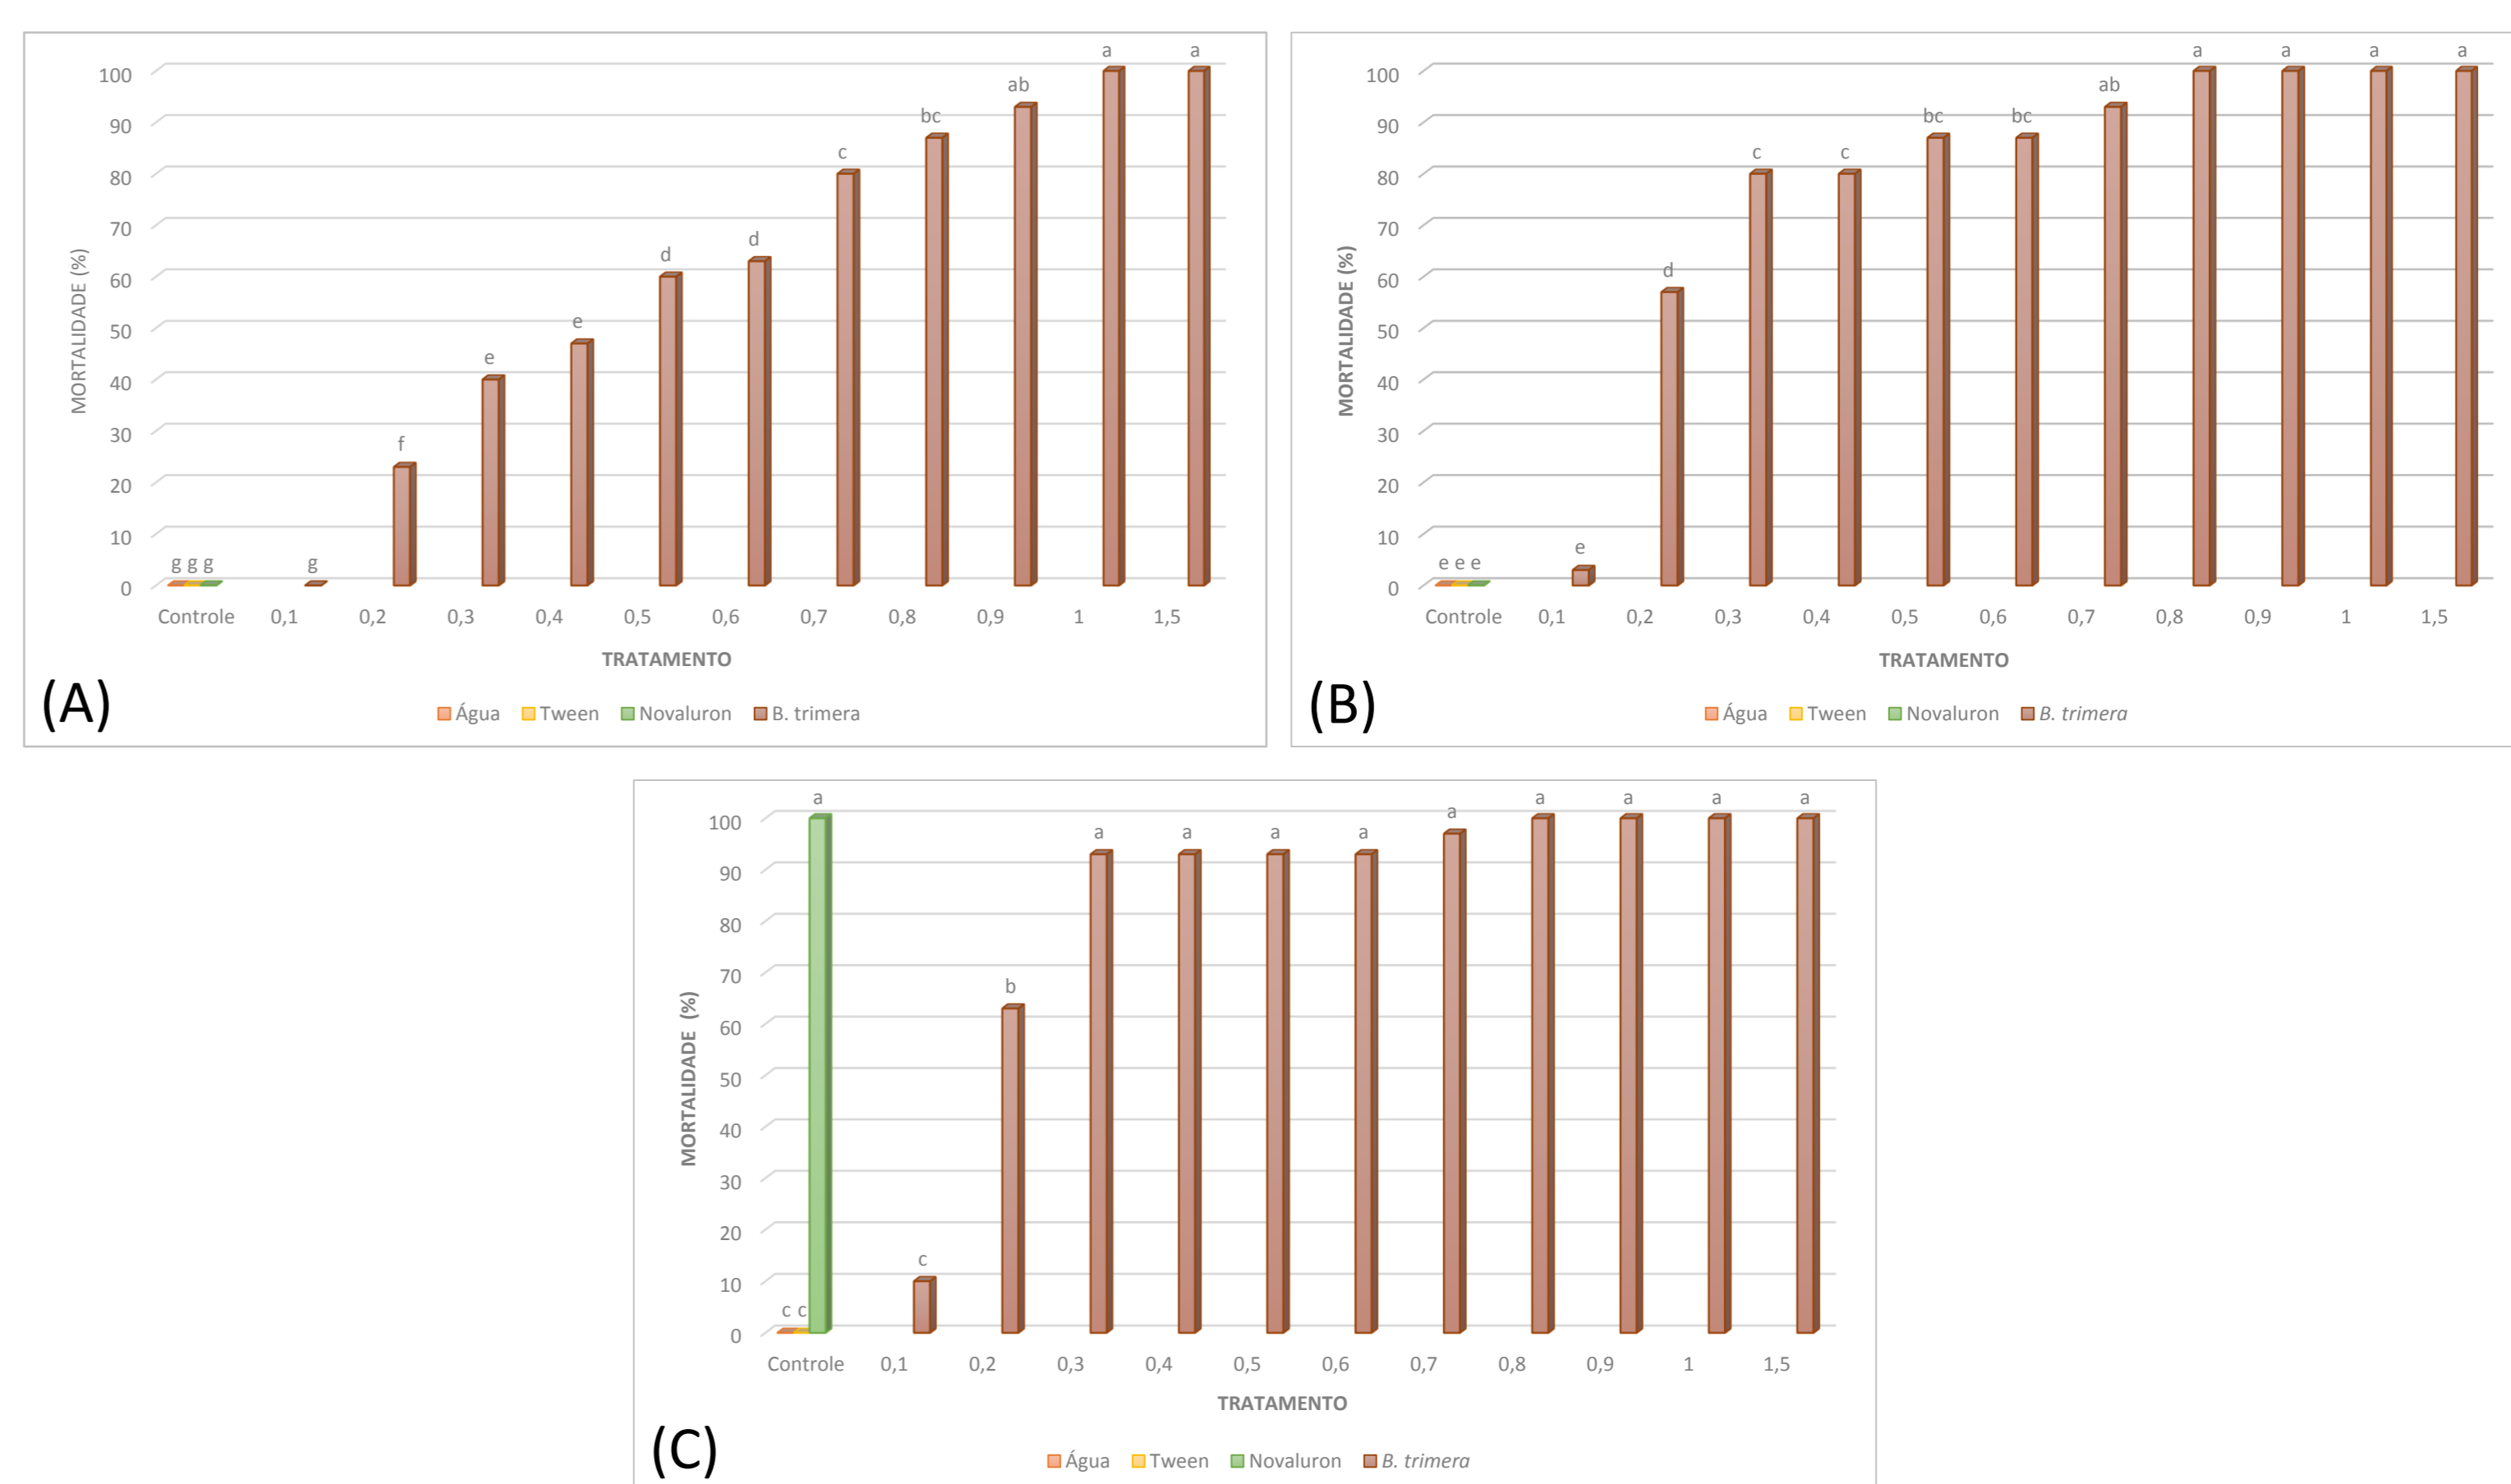 a a
100
ab
90
bc
80
c
70
d
60
d
50
e
40
e
30
f
20
10
g g g g
0
MORTALIDADE (%)
Controle 0,1 0,2 0,3 0,4 0,5 0,6 0,7 0,8 0,9 1 1,5
TRATAMENTO
Água Tween Novaluron B. trimera
(A)
a a a a
100
ab
90
bc bc
80
c c
70
60
d
50
40
30
20
10
e e e e
0
MORTALIDADE (%)
Controle 0,1 0,2 0,3 0,4 0,5 0,6 0,7 0,8 0,9 1 1,5
TRATAMENTO
Água Tween Novaluron B. trimera
(B)
a a a a a a
100
a a a a
90
80
70
b
60
50
40
30
20
c
10
c c
0
MORTALIDADE (%)
Controle 0,1 0,2 0,3 0,4 0,5 0,6 0,7 0,8 0,9 1 1,5
TRATAMENTO
Água Tween Novaluron B. trimera
(C)